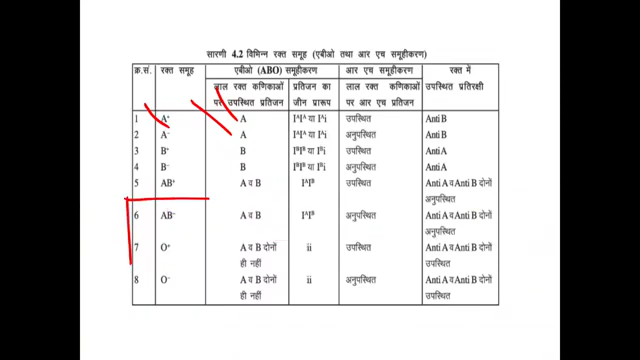 सारणी 4.2 विभिन्न रक्त समूह (एबीओ तथा आर एच समूहीकरण)
क्र.सं. रक्त समूह एबीओ (ABO) समूहीकरण आर एच समूहीकरण रक्त में
लाल रक्त कणिकाओं प्रतिजन का लाल रक्त कणिकाओं उपस्थित प्रतिरक्षी
पर उपस्थित प्रतिजन जीन प्रारूप पर आर एच प्रतिजन
1 A⁺ A IᴬIᴬ या Iᴬi उपस्थित Anti B
2 A⁻ A IᴬIᴬ या Iᴬi अनुपस्थित Anti B
3 B⁺ B IᴮIᴮ या Iᴮi उपस्थित Anti A
4 B⁻ B IᴮIᴮ या Iᴮi अनुपस्थित Anti A
5 AB⁺ A व B IᴬIᴮ उपस्थित Anti A व Anti B दोनों
अनुपस्थित
6 AB⁻ A व B IᴬIᴮ अनुपस्थित Anti A व Anti B दोनों
अनुपस्थित
7 O⁺ A व B दोनों ii उपस्थित Anti A व Anti B दोनों
ही नहीं उपस्थित
8 O⁻ A व B दोनों ii अनुपस्थित Anti A व Anti B दोनों
ही नहीं उपस्थित